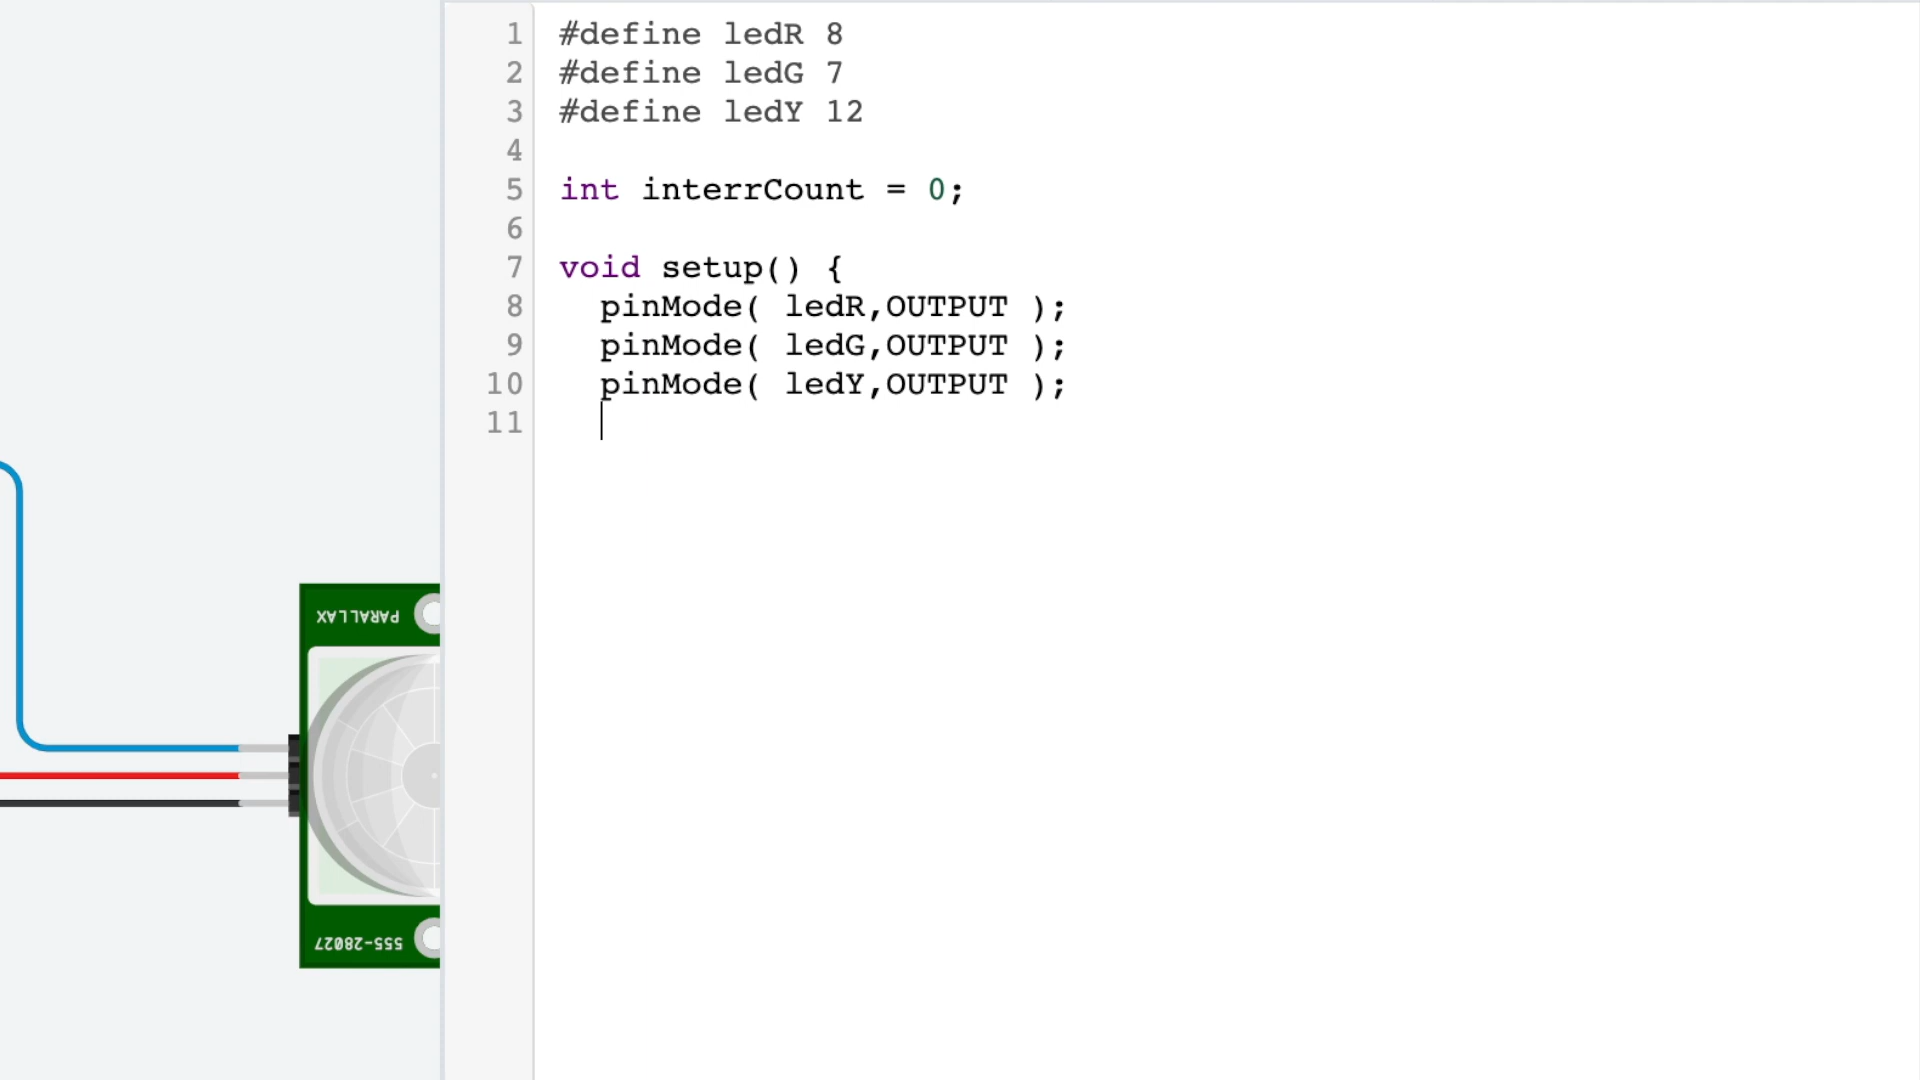 1 #define ledR 8
2 #define ledG 7
3 #define ledY 12
4
5 int interrCount = 0;
6
7 void setup() {
8 pinMode( ledR,OUTPUT );
9 pinMode( ledG,OUTPUT );
10 pinMode( ledY,OUTPUT );
11
PARALLAX
555-28027